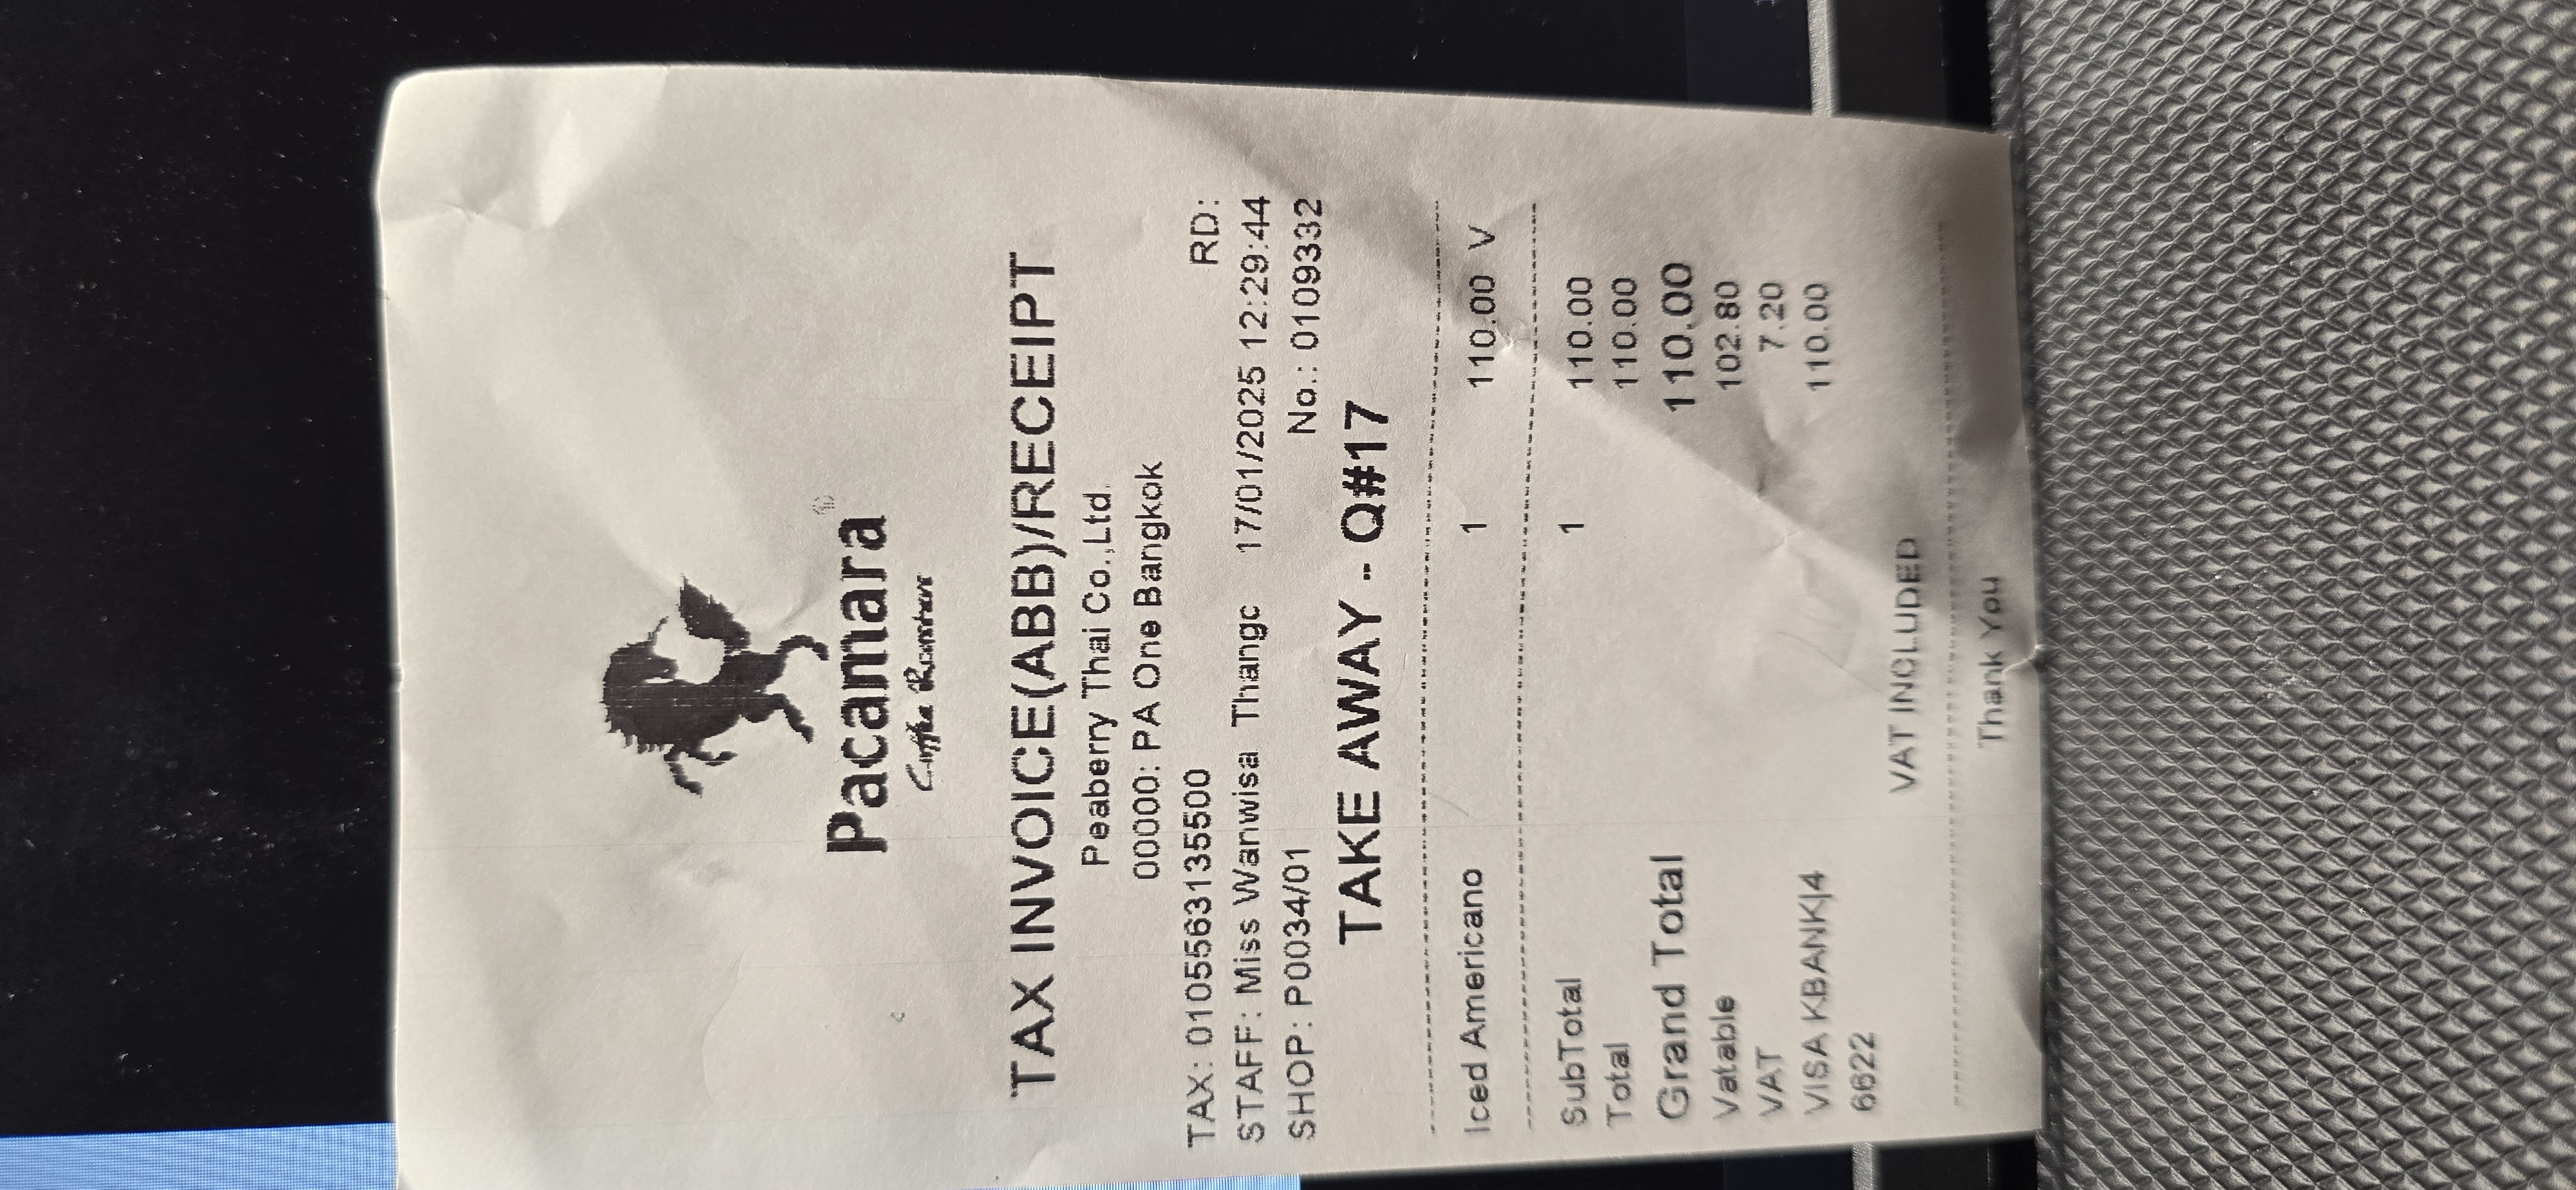 Pacamara®
Coffee Roasters
TAX INVOICE(ABB)/RECEIPT
Peaberry Thai Co.,Ltd.
00000: PA One Bangkok
TAX: 0105563135500 RD:
STAFF: Miss Wanwisa Thangc 17/01/2025 12:29:44
SHOP: P0034/01 No.: 0109332
TAKE AWAY - Q#17
Iced Americano 1 110.00 V
SubTotal 1 110.00
Total 110.00
Grand Total 110.00
Vatable 102.80
VAT 7.20
VISA KBANK|4 110.00
6622
VAT INCLUDED
Thank You